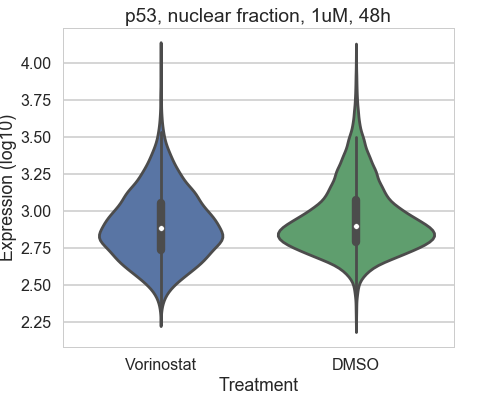 p53, nuclear fraction, 1uM, 48h
Expression (log10)
4.00
3.75
3.50
3.25
3.00
2.75
2.50
2.25
Vorinostat
DMSO
Treatment